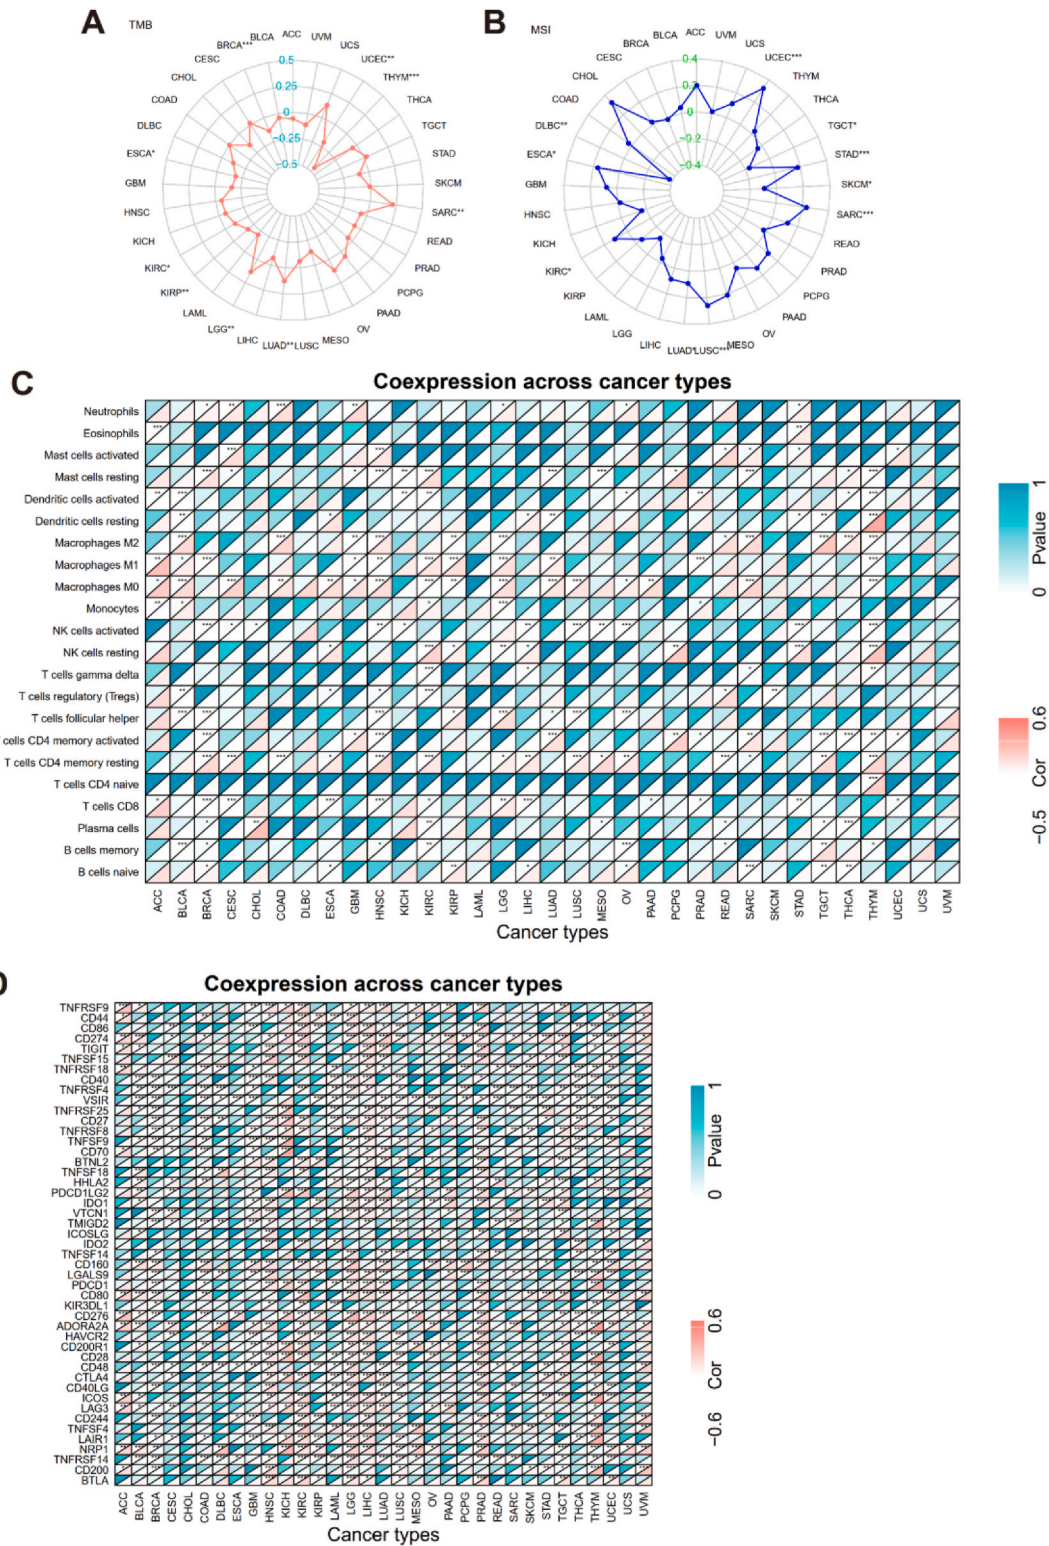 A
TMB
ACC
UVM
UCS
UCEC**
THYM***
THCA
TGCT
STAD
SKCM
SARC**
READ
PRAD
PCPG
PAAD
OV
MESO
LUSC
LUAD**
LIHC
LGG**
LAML
KIRP**
KIRC*
KICH
HNSC
GBM
ESCA*
DLBC
COAD
CHOL
CESC
BRCA***
BLCA
0.5
0.25
0
-0.25
-0.5
B
MSI
ACC
UVM
UCS
UCEC***
THYM
THCA
TGCT*
STAD***
SKCM*
SARC***
READ
PRAD
PCPG
PAAD
OV
MESO
LUSC***
LUAD*
LIHC
LGG
LAML
KIRP
KIRC*
KICH
HNSC
GBM
ESCA*
DLBC**
COAD
CHOL
CESC
BRCA
BLCA
0.4
0.2
0
-0.2
-0.4
C
Coexpression across cancer types
Neutrophils
Eosinophils
Mast cells activated
Mast cells resting
Dendritic cells activated
Dendritic cells resting
Macrophages M2
Macrophages M1
Macrophages M0
Monocytes
NK cells activated
NK cells resting
T cells gamma delta
T cells regulatory (Tregs)
T cells follicular helper
cells CD4 memory activated
T cells CD4 memory resting
T cells CD4 naive
T cells CD8
Plasma cells
B cells memory
B cells naive
ACC
BLCA
BRCA
CESC
CHOL
COAD
DLBC
ESCA
GBM
HNSC
KICH
KIRC
KIRP
LAML
LGG
LIHC
LUAD
LUSC
MESO
OV
PAAD
PCPG
PRAD
READ
SARC
SKCM
STAD
TGCT
THCA
THYM
UCEC
UCS
UVM
Cancer types
0 Pvalue 1
-0.5 Cor 0.6
Coexpression across cancer types
TNFRSF9
CD44
CD86
CD274
TIGIT
TNFSF15
TNFRSF18
CD40
TNFRSF4
VSIR
TNFRSF25
CD27
TNFRSF8
TNFSF9
CD70
BTNL2
TNFSF18
HHLA2
PDCD1LG2
IDO1
VTCN1
TMIGD2
ICOSLG
IDO2
TNFSF14
CD160
LGALS9
PDCD1
CD80
KIR3DL1
CD276
ADORA2A
HAVCR2
CD200R1
CD28
CD48
CTLA4
CD40LG
ICOS
LAG3
CD244
TNFSF4
LAIR1
NRP1
TNFRSF14
CD200
BTLA
ACC
BLCA
BRCA
CESC
CHOL
COAD
DLBC
ESCA
GBM
HNSC
KICH
KIRC
KIRP
LAML
LGG
LIHC
LUAD
LUSC
MESO
OV
PAAD
PCPG
PRAD
READ
SARC
SKCM
STAD
TGCT
THCA
THYM
UCEC
UCS
UVM
Cancer types
0 Pvalue 1
-0.6 Cor 0.6